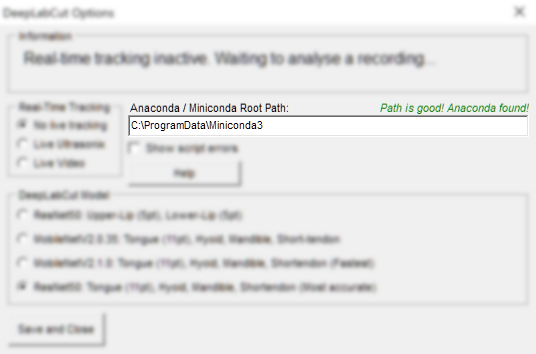 DeepLabCut Options
Information
Real-time tracking inactive. Waiting to analyse a recording...
Real-Time Tracking
No live tracking
Live Ultrasonix
Live Video
Anaconda / Miniconda Root Path: Path is good! Anaconda found!
C:\ProgramData\Miniconda3
Show script errors
Help
DeepLabCut Model
ResNet50: Upper-Lip (5pt), Lower-Lip (5pt)
MobileNetV2.0.35: Tongue (11pt), Hyoid, Mandible, Short-tendon
MobileNetV2.1.0: Tongue (11pt), Hyoid, Mandible, Shortendon (Fastest)
ResNet50: Tongue (11pt), Hyoid, Mandible, Shortendon (Most accurate)
Save and Close